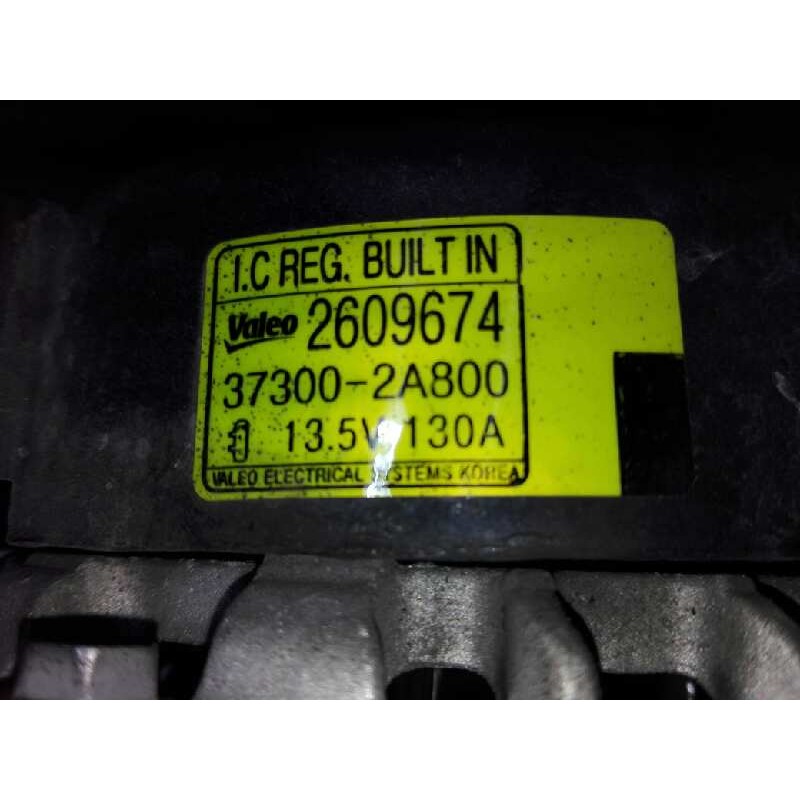 I.C REG. BUILT IN
Valeo 2609674
37300-2A800
13.5V 130A
VALEO ELECTRICAL SYSTEMS KOREA